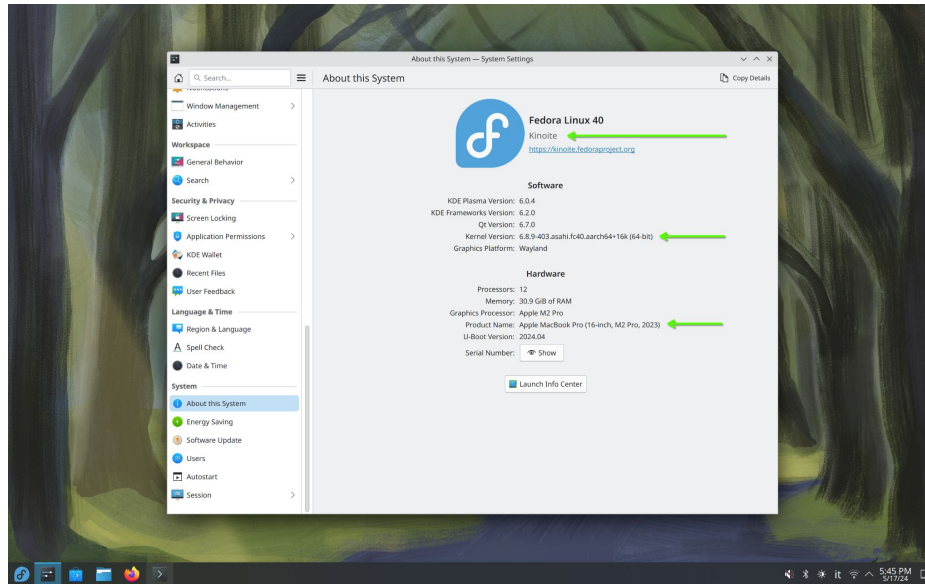 About this System — System Settings
Search...
About this System
Copy Details
Notifications
Window Management
Activities
Workspace
General Behavior
Search
Security & Privacy
Screen Locking
Application Permissions
KDE Wallet
Recent Files
User Feedback
Language & Time
Region & Language
Spell Check
Date & Time
System
About this System
Energy Saving
Software Update
Users
Autostart
Session
Fedora Linux 40
Kinoite
https://kinoite.fedoraproject.org
Software
KDE Plasma Version: 6.0.4
KDE Frameworks Version: 6.2.0
Qt Version: 6.7.0
Kernel Version: 6.8.9-403.asahi.fc40.aarch64+16k (64-bit)
Graphics Platform: Wayland
Hardware
Processors: 12
Memory: 30.9 GiB of RAM
Graphics Processor: Apple M2 Pro
Product Name: Apple MacBook Pro (16-inch, M2 Pro, 2023)
U-Boot Version: 2024.04
Serial Number: Show
Launch Info Center
it
5:45 PM
5/17/24